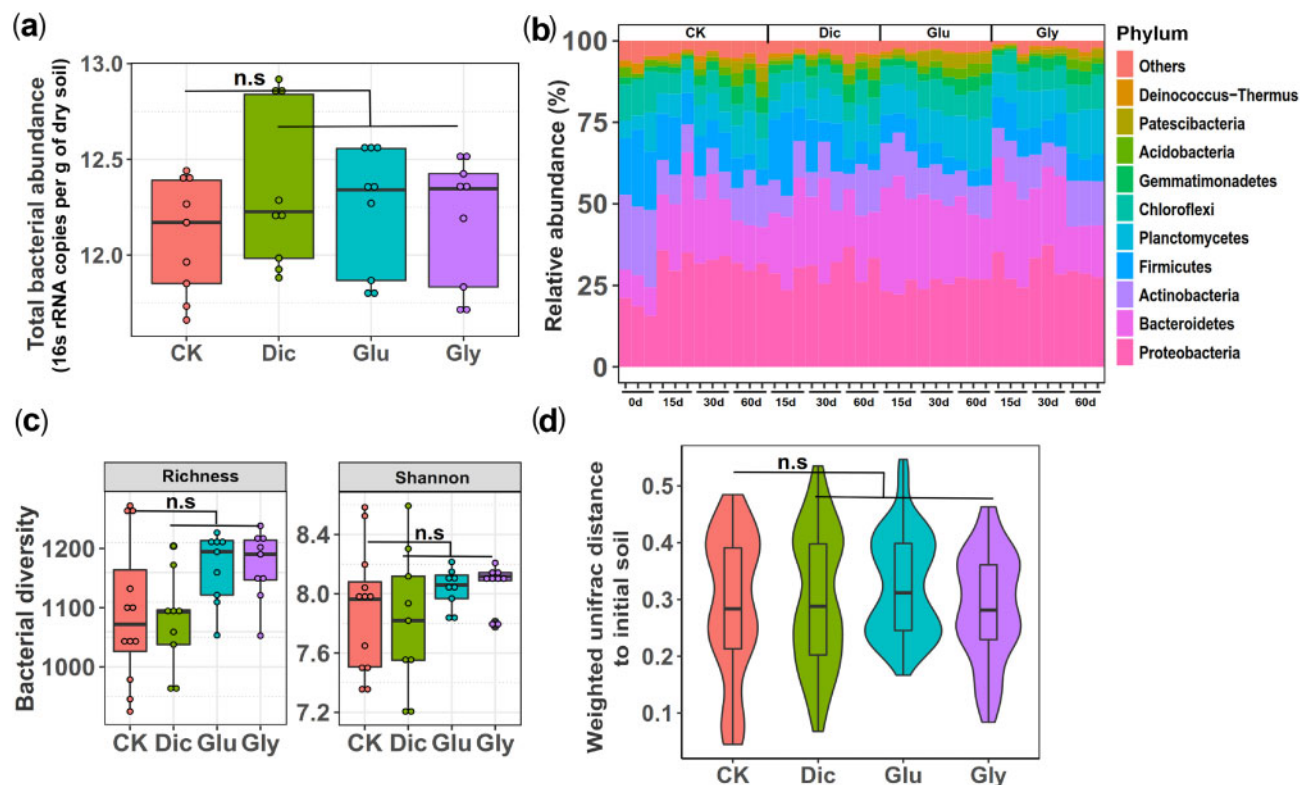 (a)
Total bacterial abundance
(16s rRNA copies per g of dry soil)
13.0
12.5
12.0
n.s
CK Dic Glu Gly
(b)
Relative abundance (%)
100
75
50
25
0
CK Dic Glu Gly
0d 15d 30d 60d 15d 30d 60d 15d 30d 60d 15d 30d 60d
Phylum
Others
Deinococcus-Thermus
Patescibacteria
Acidobacteria
Gemmatimonadetes
Chloroflexi
Planctomycetes
Firmicutes
Actinobacteria
Bacteroidetes
Proteobacteria
(c)
Bacterial diversity
Richness
n.s
1200
1100
1000
CK Dic Glu Gly
Shannon
n.s
8.4
8.0
7.6
7.2
CK Dic Glu Gly
(d)
Weighted unifrac distance
to initial soil
0.5
0.4
0.3
0.2
0.1
n.s
CK Dic Glu Gly